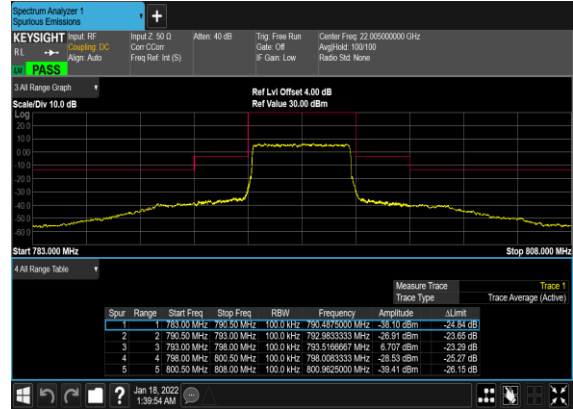 Spectrum Analyzer 1
Spurious Emissions
KEYSIGHT Input: RF Input Z: 50 Ω Atten: 40 dB Trig: Free Run Center Freq: 22.005000000 GHz
RL Coupling: DC Corr CCorr Gate: Off Avg|Hold: 100/100
Align: Auto Freq Ref: Int (S) IF Gain: Low Radio Std: None
PASS
3 All Range Graph
Ref Lvl Offset 4.00 dB
Scale/Div 10.0 dB Ref Value 30.00 dBm
Log
20.0
10.0
0.00
-10.0
-20.0
-30.0
-40.0
-50.0
-60.0
Start 783.000 MHz Stop 808.000 MHz
4 All Range Table
Measure Trace Trace 1
Trace Type Trace Average (Active)
Spur Range Start Freq Stop Freq RBW Frequency Amplitude ΔLimit
1 1 783.00 MHz 790.50 MHz 100.0 kHz 790.4875000 MHz -38.10 dBm -24.84 dB
2 2 790.50 MHz 793.00 MHz 100.0 kHz 792.9833333 MHz -26.91 dBm -23.65 dB
3 3 793.00 MHz 798.00 MHz 100.0 kHz 793.5166667 MHz 6.707 dBm -23.29 dB
4 4 798.00 MHz 800.50 MHz 100.0 kHz 798.0083333 MHz -28.53 dBm -25.27 dB
5 5 800.50 MHz 808.00 MHz 100.0 kHz 800.9625000 MHz -39.41 dBm -26.15 dB
Jan 18, 2022
1:39:54 AM